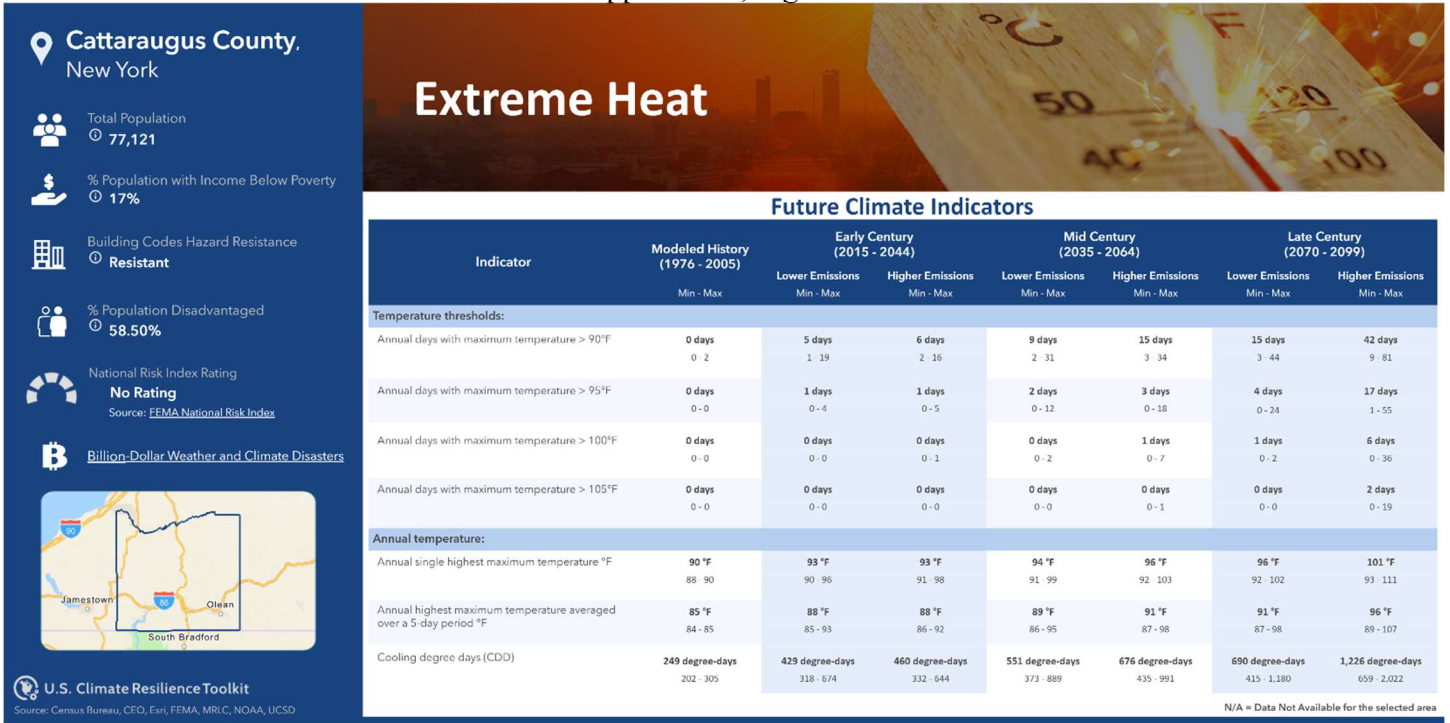 Cattaraugus County,
New York
Total Population
77,121
% Population with Income Below Poverty
17%
Building Codes Hazard Resistance
Resistant
% Population Disadvantaged
58.50%
National Risk Index Rating
No Rating
Source: FEMA National Risk Index
Billion-Dollar Weather and Climate Disasters
90
Jamestown
86
Olean
South Bradford
U.S. Climate Resilience Toolkit
Source: Census Bureau, CEQ, Esri, FEMA, MRLC, NOAA, UCSD
Extreme Heat
°C
F
50
120
40
100
Future Climate Indicators
Indicator
Modeled History
(1976 - 2005)
Early Century
(2015 - 2044)
Mid Century
(2035 - 2064)
Late Century
(2070 - 2099)
Lower Emissions Higher Emissions Lower Emissions Higher Emissions Lower Emissions Higher Emissions
Min - Max Min - Max Min - Max Min - Max Min - Max Min - Max Min - Max
Temperature thresholds:
Annual days with maximum temperature > 90°F 0 days 5 days 6 days 9 days 15 days 15 days 42 days
0 - 2 1 - 19 2 - 16 2 - 31 3 - 34 3 - 44 9 - 81
Annual days with maximum temperature > 95°F 0 days 1 days 1 days 2 days 3 days 4 days 17 days
0 - 0 0 - 4 0 - 5 0 - 12 0 - 18 0 - 24 1 - 55
Annual days with maximum temperature > 100°F 0 days 0 days 0 days 0 days 1 days 1 days 6 days
0 - 0 0 - 0 0 - 1 0 - 2 0 - 7 0 - 2 0 - 36
Annual days with maximum temperature > 105°F 0 days 0 days 0 days 0 days 0 days 0 days 2 days
0 - 0 0 - 0 0 - 0 0 - 0 0 - 1 0 - 0 0 - 19
Annual temperature:
Annual single highest maximum temperature °F 90 °F 93 °F 93 °F 94 °F 96 °F 96 °F 101 °F
88 - 90 90 - 96 91 - 98 91 - 99 92 - 103 92 - 102 93 - 111
Annual highest maximum temperature averaged
over a 5-day period °F
85 °F 88 °F 88 °F 89 °F 91 °F 91 °F 96 °F
84 - 85 85 - 93 86 - 92 86 - 95 87 - 98 87 - 98 89 - 107
Cooling degree days (CDD) 249 degree-days 429 degree-days 460 degree-days 551 degree-days 676 degree-days 690 degree-days 1,226 degree-days
202 - 305 318 - 674 332 - 644 373 - 889 435 - 991 415 - 1,180 659 - 2,022
N/A = Data Not Available for the selected area